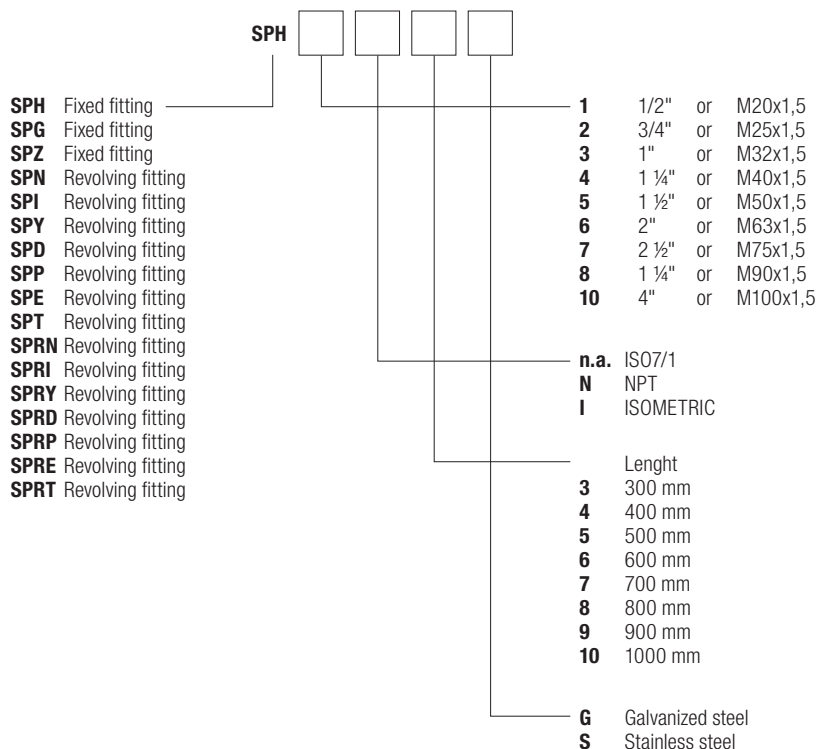 SPH
SPH Fixed fitting
SPG Fixed fitting
SPZ Fixed fitting
SPN Revolving fitting
SPI Revolving fitting
SPY Revolving fitting
SPD Revolving fitting
SPP Revolving fitting
SPE Revolving fitting
SPT Revolving fitting
SPRN Revolving fitting
SPRI Revolving fitting
SPRY Revolving fitting
SPRD Revolving fitting
SPRP Revolving fitting
SPRE Revolving fitting
SPRT Revolving fitting
1 1/2" or M20x1,5
2 3/4" or M25x1,5
3 1" or M32x1,5
4 1 ¼" or M40x1,5
5 1 ½" or M50x1,5
6 2" or M63x1,5
7 2 ½" or M75x1,5
8 1 ¼" or M90x1,5
10 4" or M100x1,5
n.a. ISO7/1
N NPT
I ISOMETRIC
Lenght
3 300 mm
4 400 mm
5 500 mm
6 600 mm
7 700 mm
8 800 mm
9 900 mm
10 1000 mm
G Galvanized steel
S Stainless steel